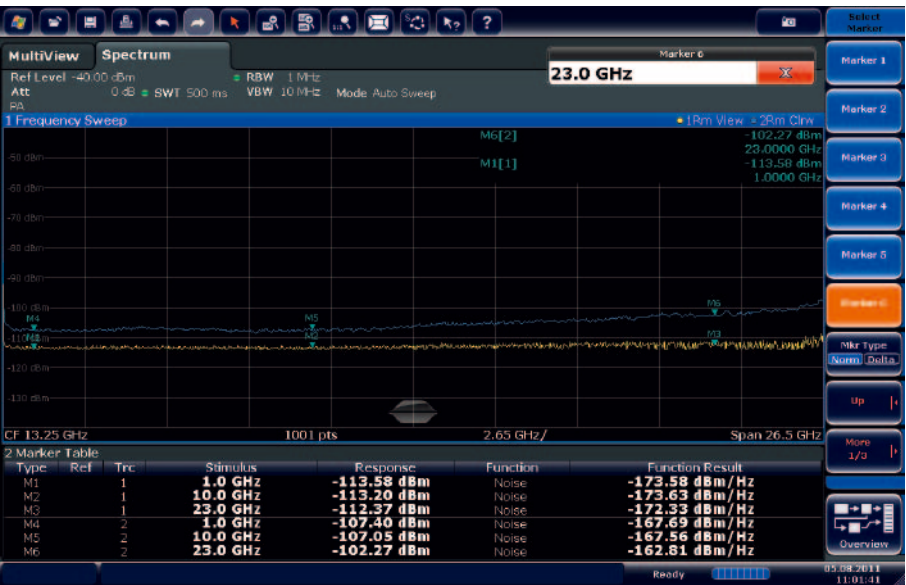 Select
Marker
MultiView Spectrum
Marker 6
23.0 GHz
Ref Level -40.00 dBm RBW 1 MHz
Att 0 dB SWT 500 ms VBW 10 MHz Mode Auto Sweep
PA
1 Frequency Sweep 1Rm View 2Rm Clrw
M6[2] -102.27 dBm
23.0000 GHz
M1[1] -113.58 dBm
1.0000 GHz
-50 dBm
-60 dBm
-70 dBm
-80 dBm
-90 dBm
-100 dBm
M4 M5 M6
M2 M3
-120 dBm
-130 dBm
CF 13.25 GHz 1001 pts 2.65 GHz/ Span 26.5 GHz
2 Marker Table
Type Ref Trc Stimulus Response Function Function Result
M1 1 1.0 GHz -113.58 dBm Noise -173.58 dBm/Hz
M2 1 10.0 GHz -113.20 dBm Noise -173.63 dBm/Hz
M3 1 23.0 GHz -112.37 dBm Noise -172.33 dBm/Hz
M4 2 1.0 GHz -107.40 dBm Noise -167.69 dBm/Hz
M5 2 10.0 GHz -107.05 dBm Noise -167.56 dBm/Hz
M6 2 23.0 GHz -102.27 dBm Noise -162.81 dBm/Hz
Marker 1
Marker 2
Marker 3
Marker 4
Marker 5
Mkr Type
Norm Delta
Up
More
1/3
Overview
Ready 05.08.2011
11:01:41